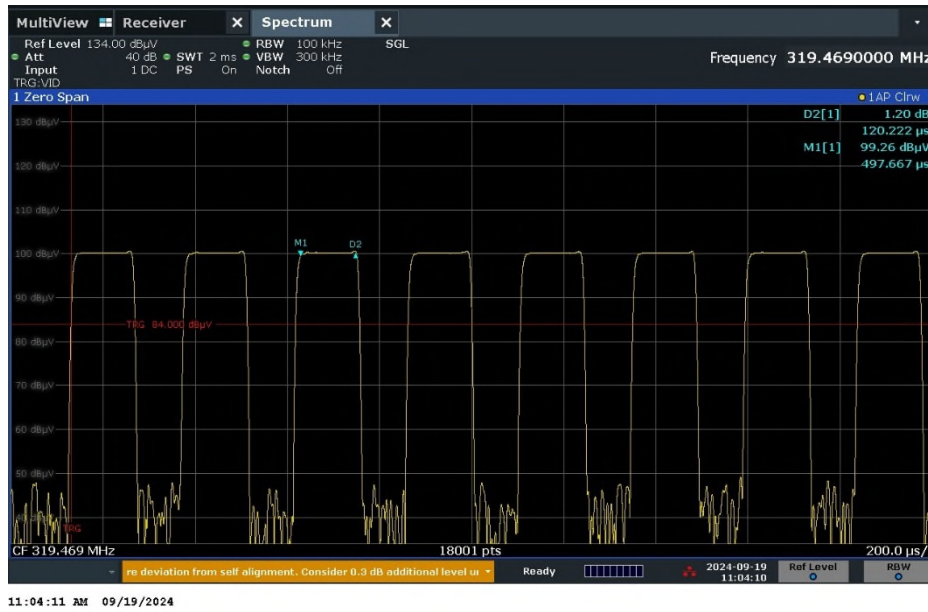 MultiView Receiver X Spectrum X
Ref Level 134.00 dBµV RBW 100 kHz SGL
Att 40 dB SWT 2 ms VBW 300 kHz
Frequency 319.4690000 MHz
Input 1 DC PS On Notch Off
TRG:VID
1 Zero Span 1AP Clrw
D2[1] 1.20 dB
120.222 µs
M1[1] 99.26 dBµV
497.667 µs
130 dBµV
120 dBµV
110 dBµV
M1 D2
100 dBµV
90 dBµV
TRG 84.000 dBµV
80 dBµV
70 dBµV
60 dBµV
50 dBµV
TRG
CF 319.469 MHz 18001 pts 200.0 µs/
re deviation from self alignment. Consider 0.3 dB additional level Ready 2024-09-19 Ref Level RBW
11:04:10
11:04:11 AM 09/19/2024